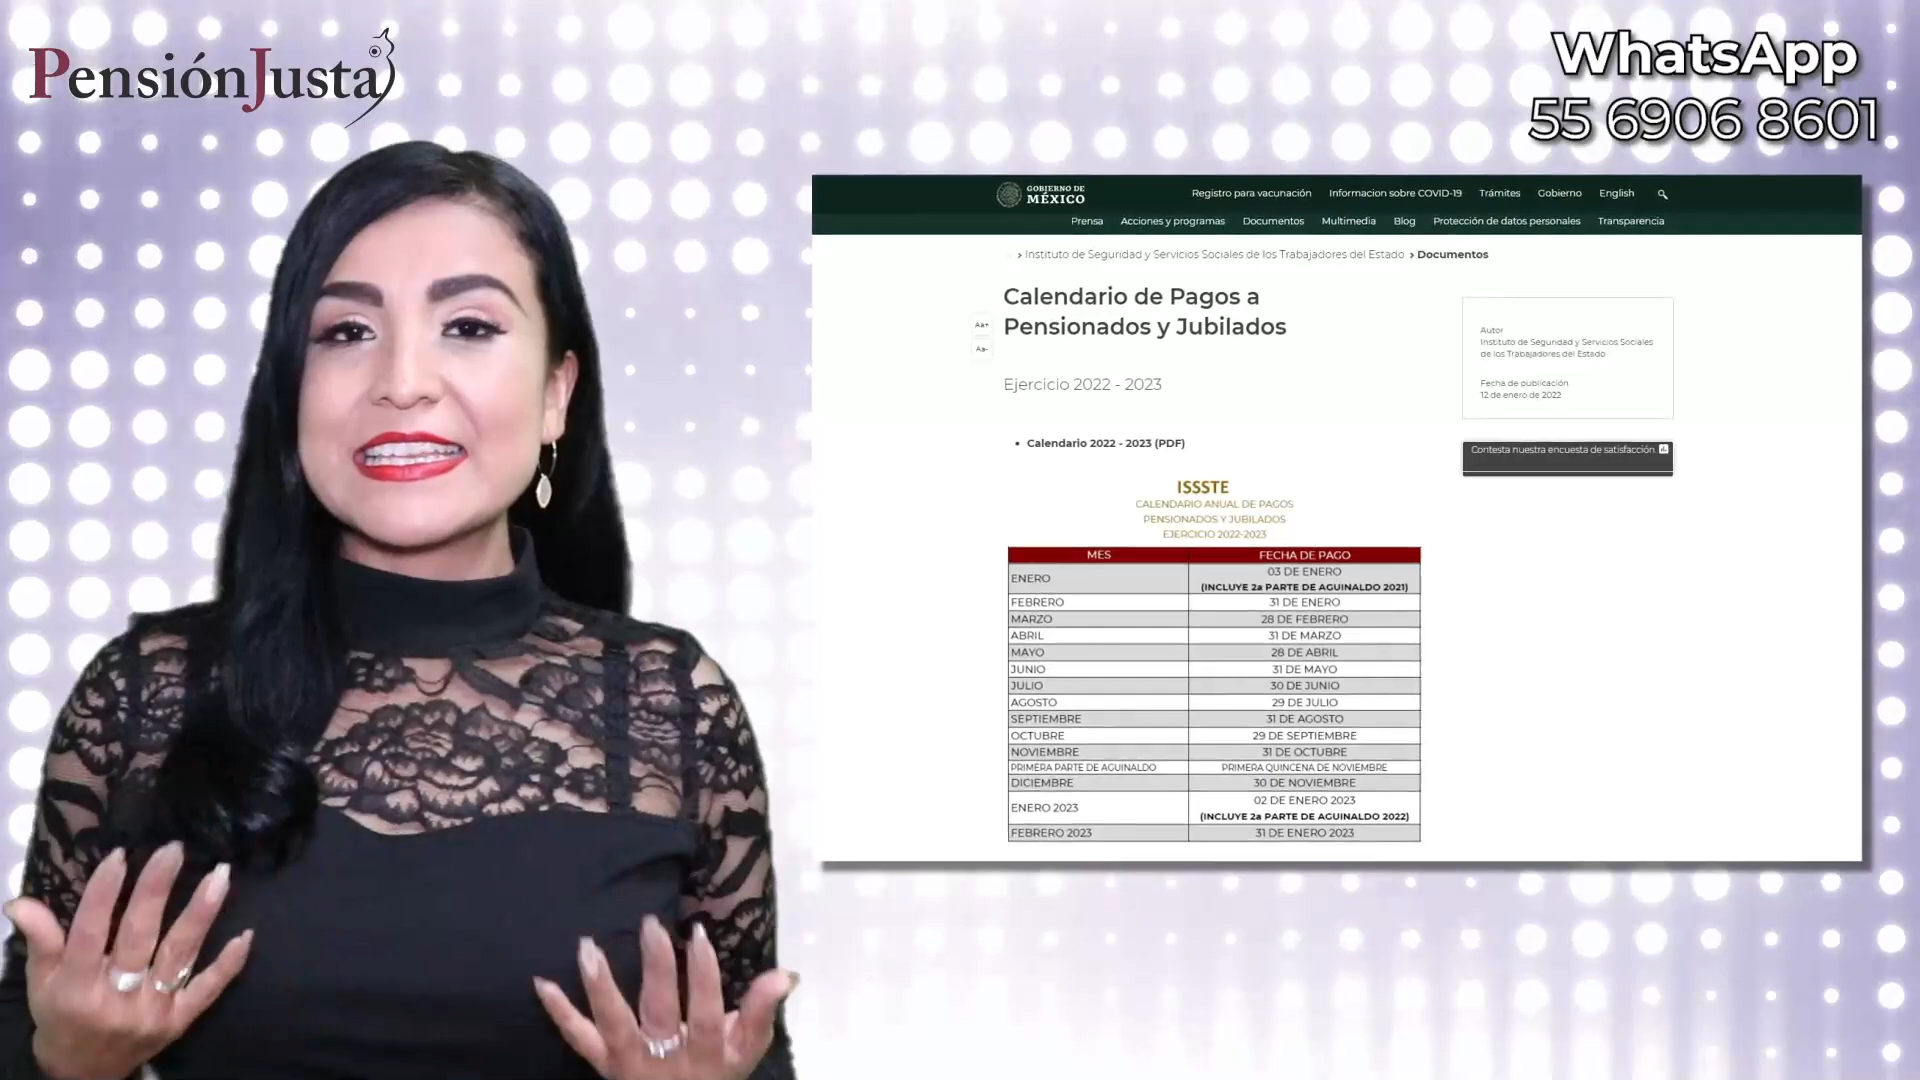 PensiónJusta
WhatsApp
55 6906 8601
GOBIERNO DE
MÉXICO
Registro para vacunación Informacion sobre COVID-19 Trámites Gobierno English
Prensa Acciones y programas Documentos Multimedia Blog Protección de datos personales Transparencia
> Instituto de Seguridad y Servicios Sociales de los Trabajadores del Estado > Documentos
Calendario de Pagos a
Pensionados y Jubilados
Aa+
Aa-
Ejercicio 2022 - 2023
Autor
Instituto de Seguridad y Servicios Sociales
de los Trabajadores del Estado
Fecha de publicación
12 de enero de 2022
Contesta nuestra encuesta de satisfacción.
• Calendario 2022 - 2023 (PDF)
ISSSTE
CALENDARIO ANUAL DE PAGOS
PENSIONADOS Y JUBILADOS
EJERCICIO 2022-2023
MES FECHA DE PAGO
ENERO 03 DE ENERO
(INCLUYE 2a PARTE DE AGUINALDO 2021)
FEBRERO 31 DE ENERO
MARZO 28 DE FEBRERO
ABRIL 31 DE MARZO
MAYO 28 DE ABRIL
JUNIO 31 DE MAYO
JULIO 30 DE JUNIO
AGOSTO 29 DE JULIO
SEPTIEMBRE 31 DE AGOSTO
OCTUBRE 29 DE SEPTIEMBRE
NOVIEMBRE 31 DE OCTUBRE
PRIMERA PARTE DE AGUINALDO PRIMERA QUINCENA DE NOVIEMBRE
DICIEMBRE 30 DE NOVIEMBRE
ENERO 2023 02 DE ENERO 2023
(INCLUYE 2a PARTE DE AGUINALDO 2022)
FEBRERO 2023 31 DE ENERO 2023